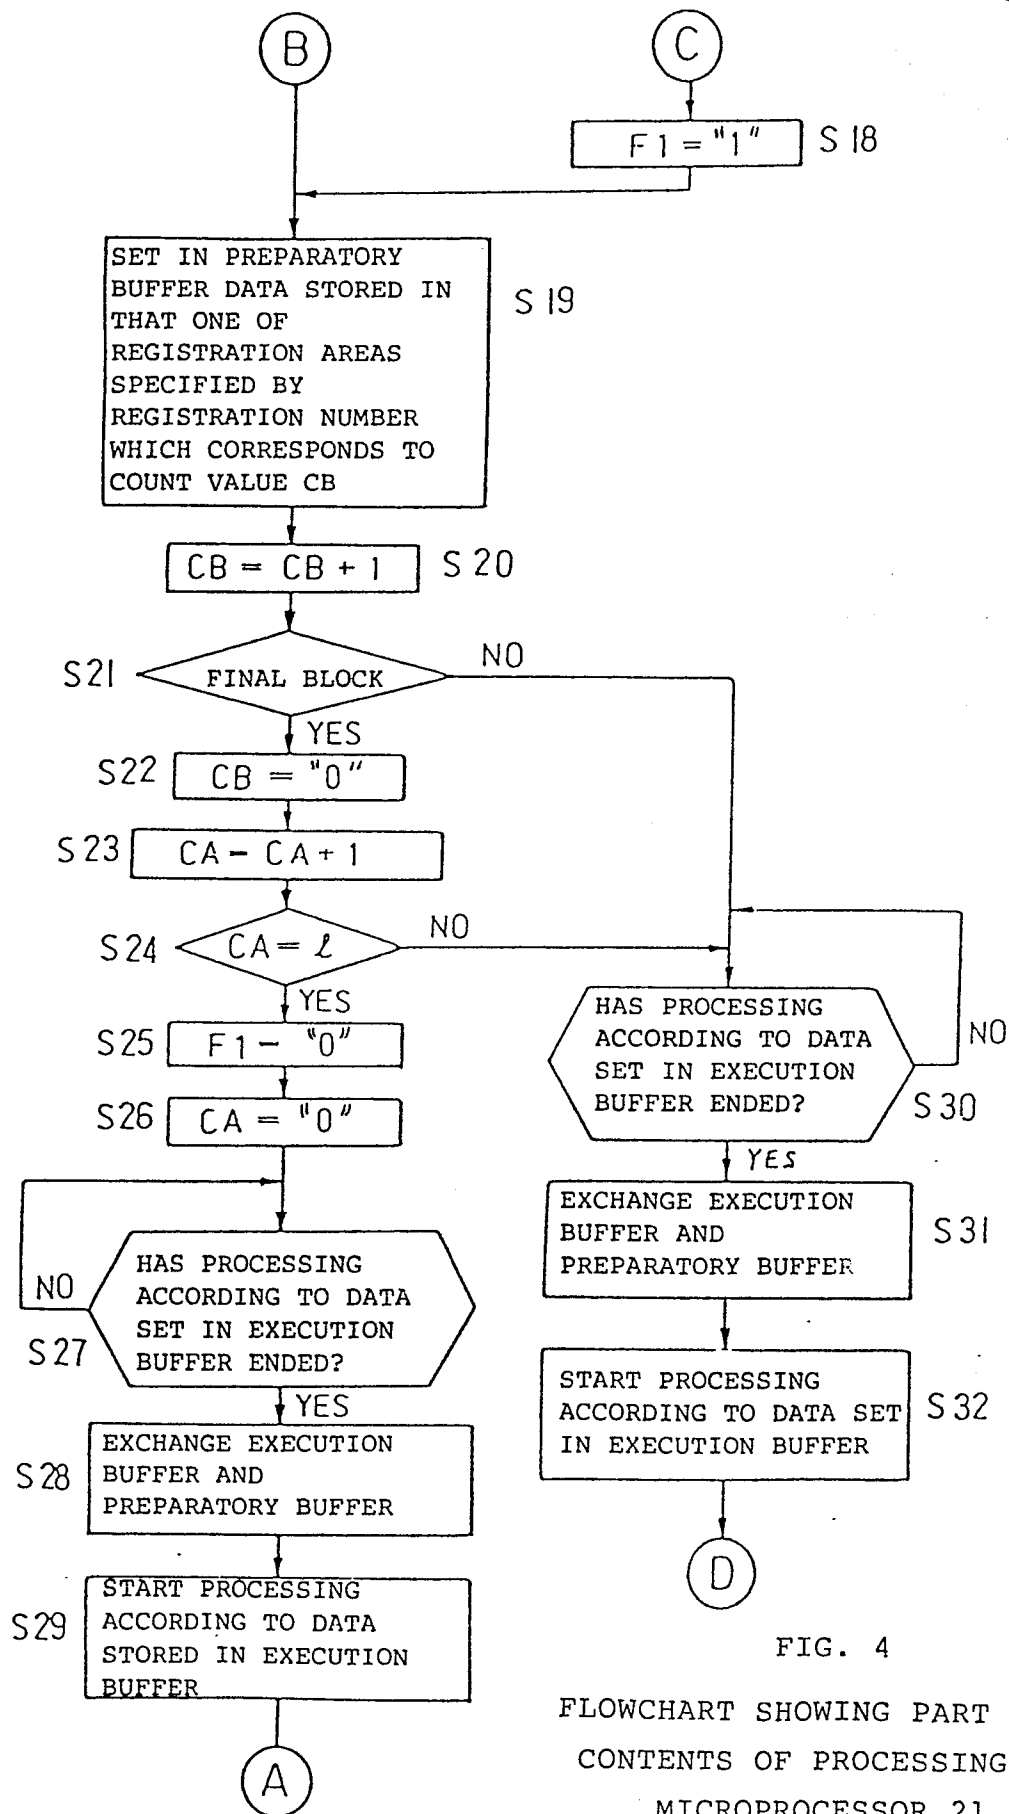 B
C
F1 = "1"
S18
SET IN PREPARATORY
BUFFER DATA STORED IN
THAT ONE OF
REGISTRATION AREAS
SPECIFIED BY
REGISTRATION NUMBER
WHICH CORRESPONDS TO
COUNT VALUE CB
S19
CB = CB + 1
S20
S21
FINAL BLOCK
NO
YES
S22
CB = "0"
S23
CA - CA + 1
S24
CA = ℓ
NO
YES
S25
F1 - "0"
S26
CA = "0"
HAS PROCESSING
ACCORDING TO DATA
SET IN EXECUTION
BUFFER ENDED?
NO
S27
YES
EXCHANGE EXECUTION
BUFFER AND
PREPARATORY BUFFER
S28
START PROCESSING
ACCORDING TO DATA
STORED IN EXECUTION
BUFFER
S29
A
HAS PROCESSING
ACCORDING TO DATA
SET IN EXECUTION
BUFFER ENDED?
NO
S30
YES
EXCHANGE EXECUTION
BUFFER AND
PREPARATORY BUFFER
S31
START PROCESSING
ACCORDING TO DATA SET
IN EXECUTION BUFFER
S32
D
FIG. 4
FLOWCHART SHOWING PART
CONTENTS OF PROCESSING
MICROPROCESSOR 21